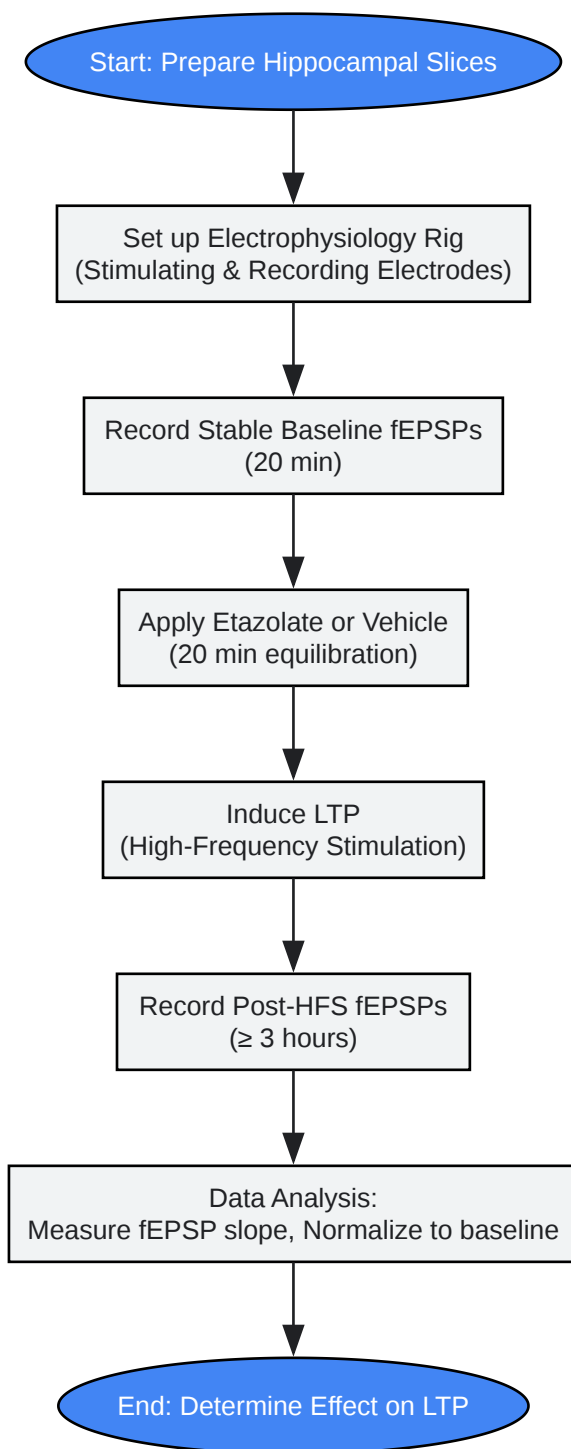 Start: Prepare Hippocampal Slices
Set up Electrophysiology Rig
(Stimulating & Recording Electrodes)
Record Stable Baseline fEPSPs
(20 min)
Apply Etazolate or Vehicle
(20 min equilibration)
Induce LTP
(High-Frequency Stimulation)
Record Post-HFS fEPSPs
(≥ 3 hours)
Data Analysis:
Measure fEPSP slope, Normalize to baseline
End: Determine Effect on LTP